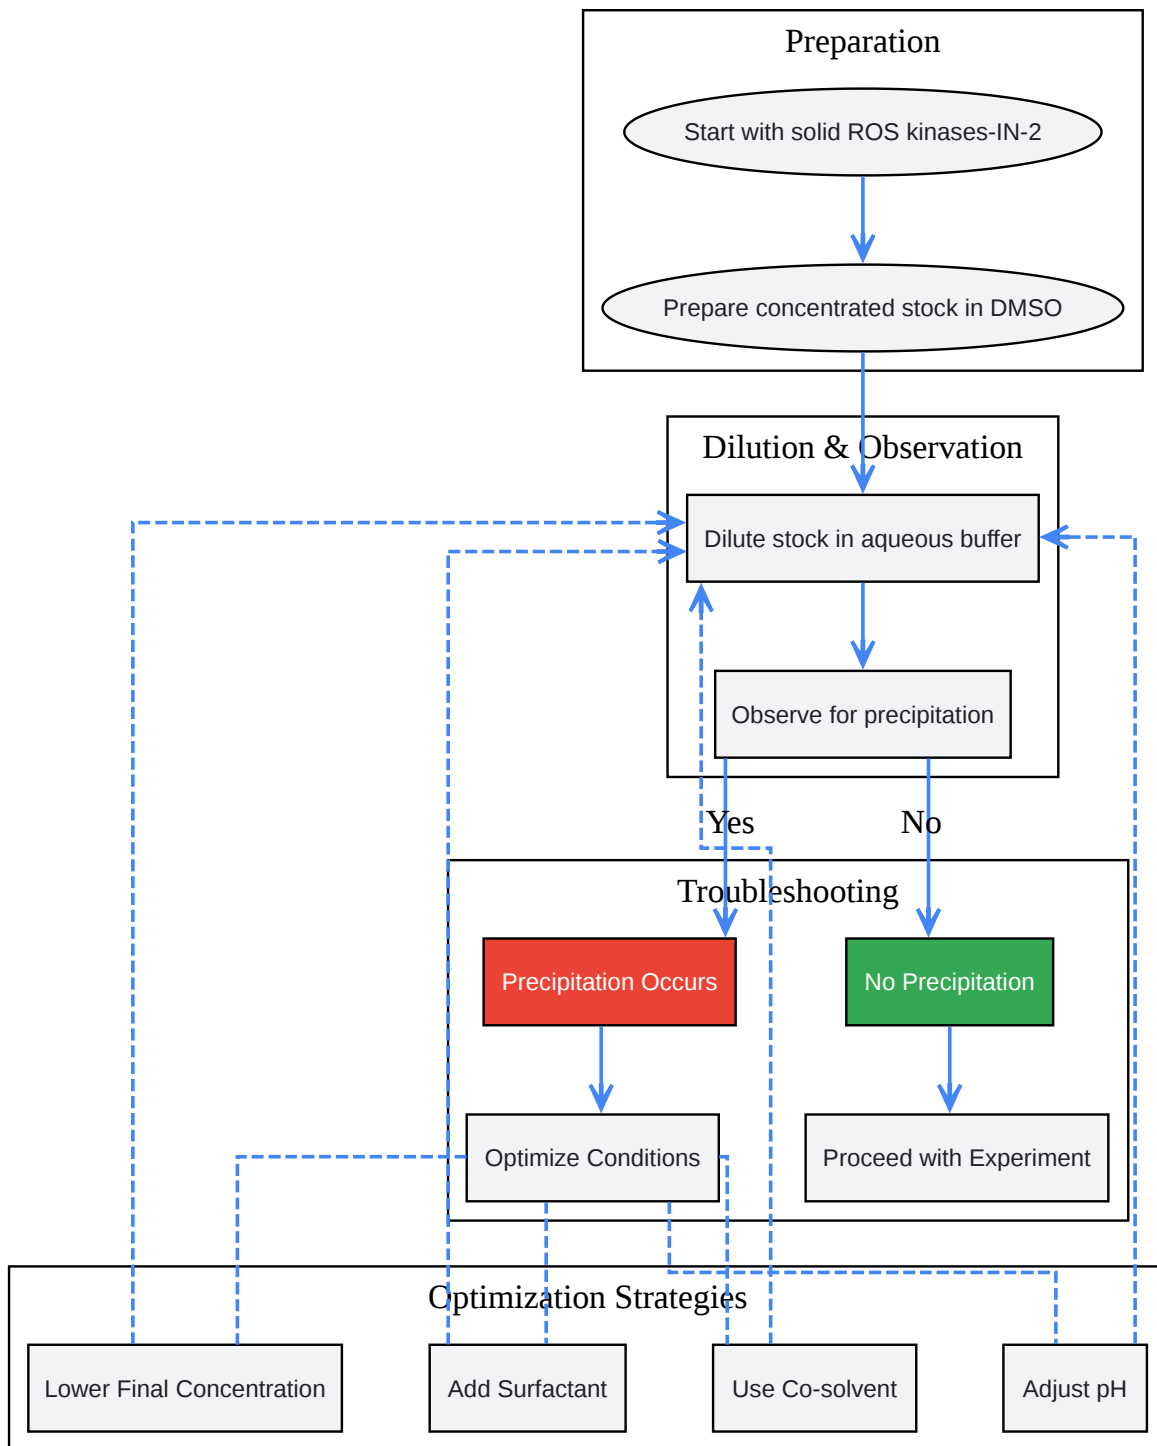 Preparation
Start with solid ROS kinases-IN-2
Prepare concentrated stock in DMSO
Dilution & Observation
Dilute stock in aqueous buffer
Observe for precipitation
Yes
No
Troubleshooting
Precipitation Occurs
No Precipitation
Optimize Conditions
Proceed with Experiment
Optimization Strategies
Lower Final Concentration
Add Surfactant
Use Co-solvent
Adjust pH